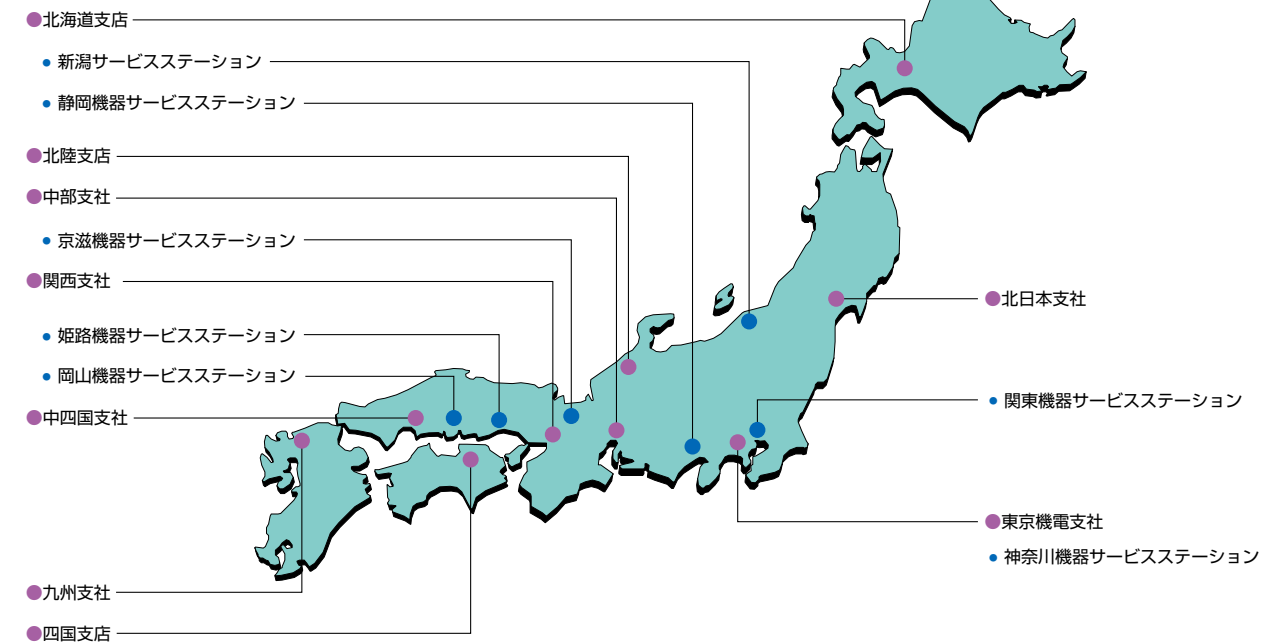 ●北海道支店
● 新潟サービスステーション
● 静岡機器サービスステーション
●北陸支店
●中部支社
● 京滋機器サービスステーション
●関西支社
● 姫路機器サービスステーション
● 岡山機器サービスステーション
●中四国支社
●九州支社
●四国支店
●北日本支社
● 関東機器サービスステーション
●東京機電支社
● 神奈川機器サービスステーション